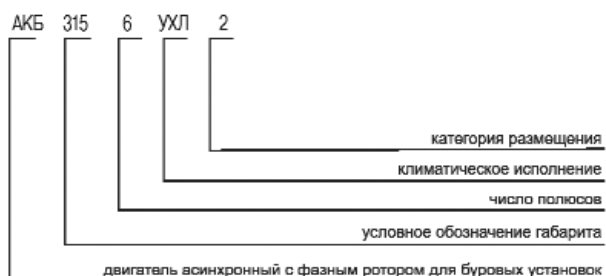 АКБ 315 6 УХЛ 2
категория размещения
климатическое исполнение
число полюсов
условное обозначение габарита
двигатель асинхронный с фазным ротором для буровых установок